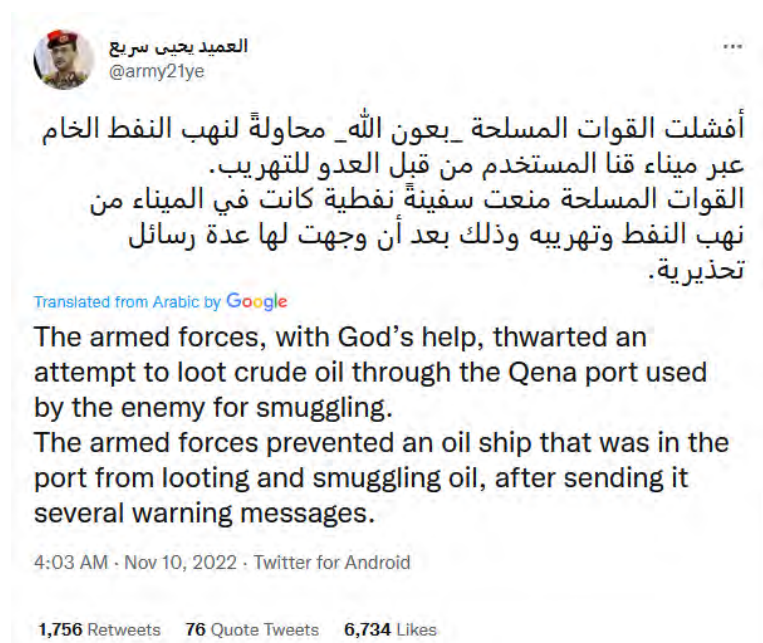 العميد يحيى سريع
@army21ye
أفشلت القوات المسلحة _بعون الله_ محاولةً لنهب النفط الخام
عبر ميناء قنا المستخدم من قبل العدو للتهريب.
القوات المسلحة منعت سفينةً نفطية كانت في الميناء من
نهب النفط وتهريبه وذلك بعد أن وجهت لها عدة رسائل
تحذيرية.
Translated from Arabic by Google
The armed forces, with God’s help, thwarted an
attempt to loot crude oil through the Qena port used
by the enemy for smuggling.
The armed forces prevented an oil ship that was in the
port from looting and smuggling oil, after sending it
several warning messages.
4:03 AM · Nov 10, 2022 · Twitter for Android
1,756 Retweets 76 Quote Tweets 6,734 Likes